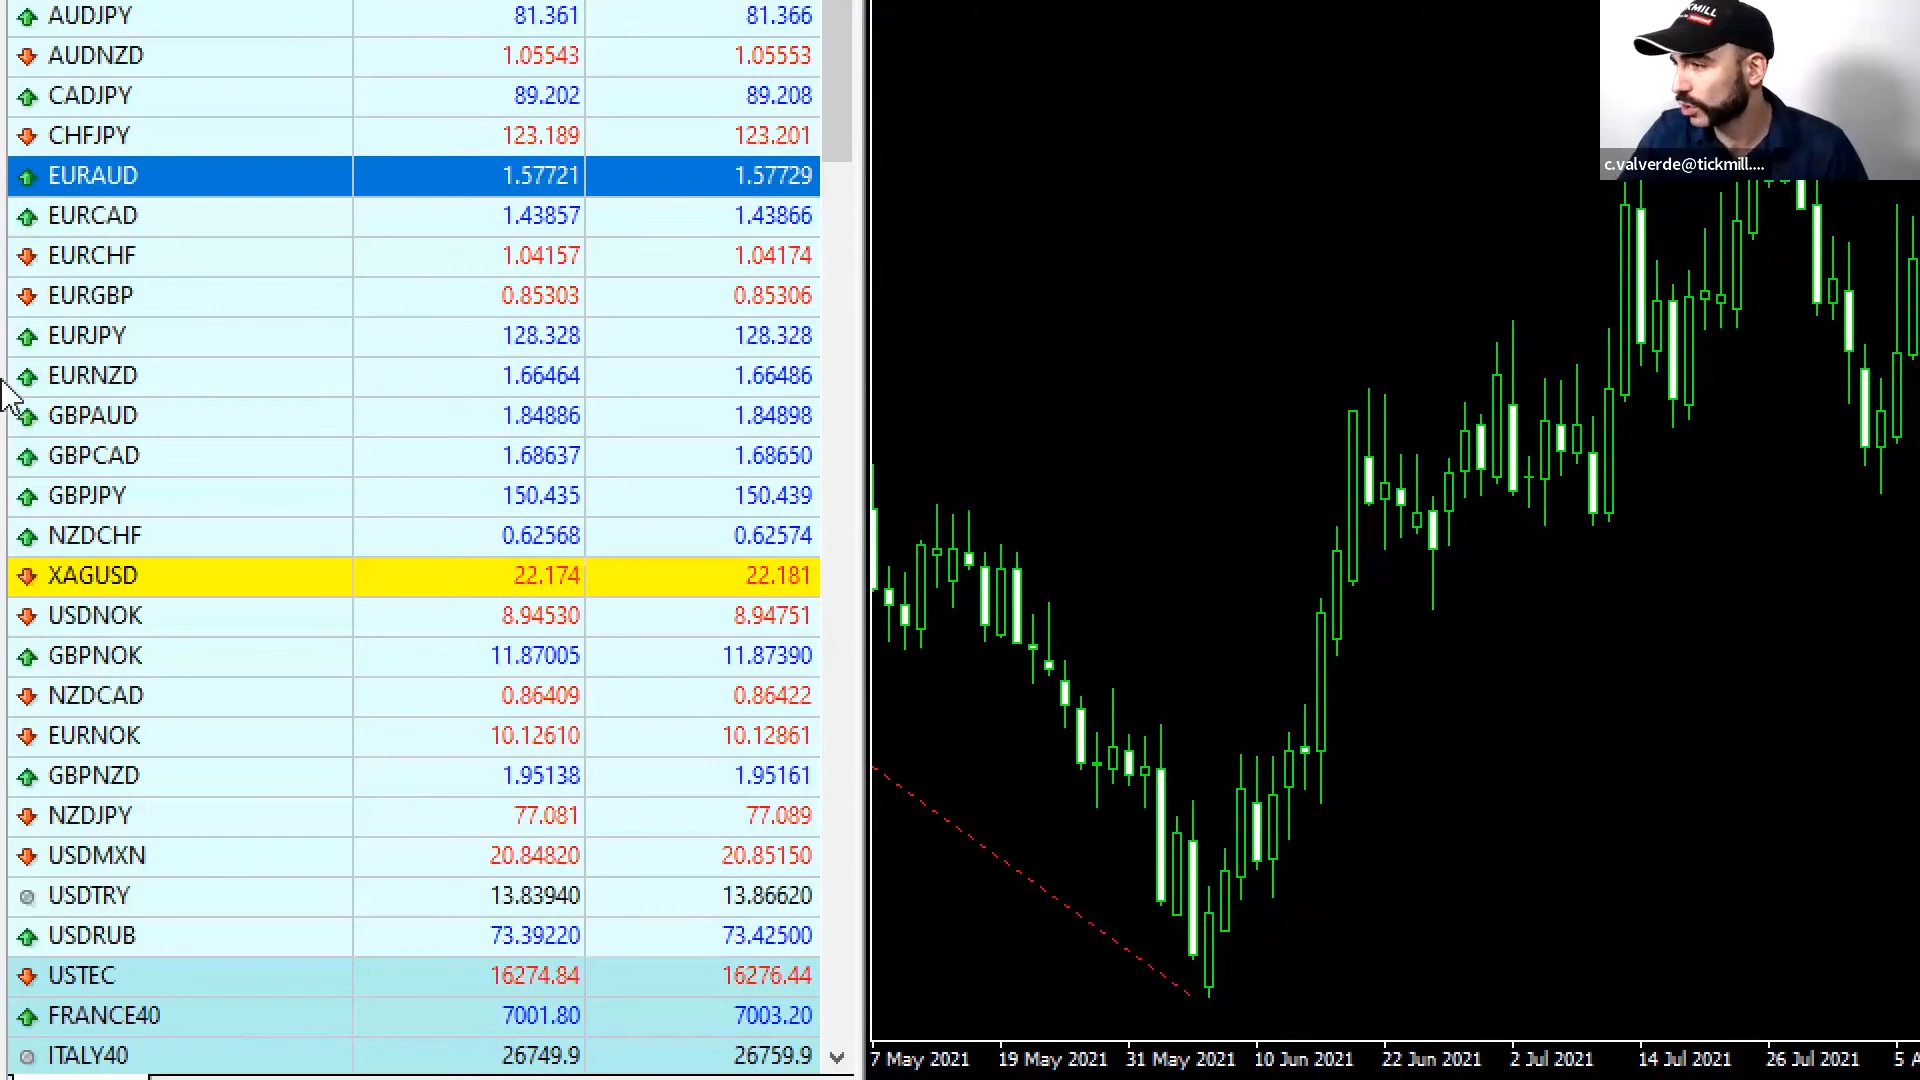 AUDJPY 81.361 81.366
AUDNZD 1.05543 1.05553
CADJPY 89.202 89.208
CHFJPY 123.189 123.201
EURAUD 1.57721 1.57729
EURCAD 1.43857 1.43866
EURCHF 1.04157 1.04174
EURGBP 0.85303 0.85306
EURJPY 128.328 128.328
EURNZD 1.66464 1.66486
GBPAUD 1.84886 1.84898
GBPCAD 1.68637 1.68650
GBPJPY 150.435 150.439
NZDCHF 0.62568 0.62574
XAGUSD 22.174 22.181
USDNOK 8.94530 8.94751
GBPNOK 11.87005 11.87390
NZDCAD 0.86409 0.86422
EURNOK 10.12610 10.12861
GBPNZD 1.95138 1.95161
NZDJPY 77.081 77.089
USDMXN 20.84820 20.85150
USDTRY 13.83940 13.86620
USDRUB 73.39220 73.42500
USTEC 16274.84 16276.44
FRANCE40 7001.80 7003.20
ITALY40 26749.9 26759.9
c.valverde@tickmill....
7 May 2021 19 May 2021 31 May 2021 10 Jun 2021 22 Jun 2021 2 Jul 2021 14 Jul 2021 26 Jul 2021 5 A